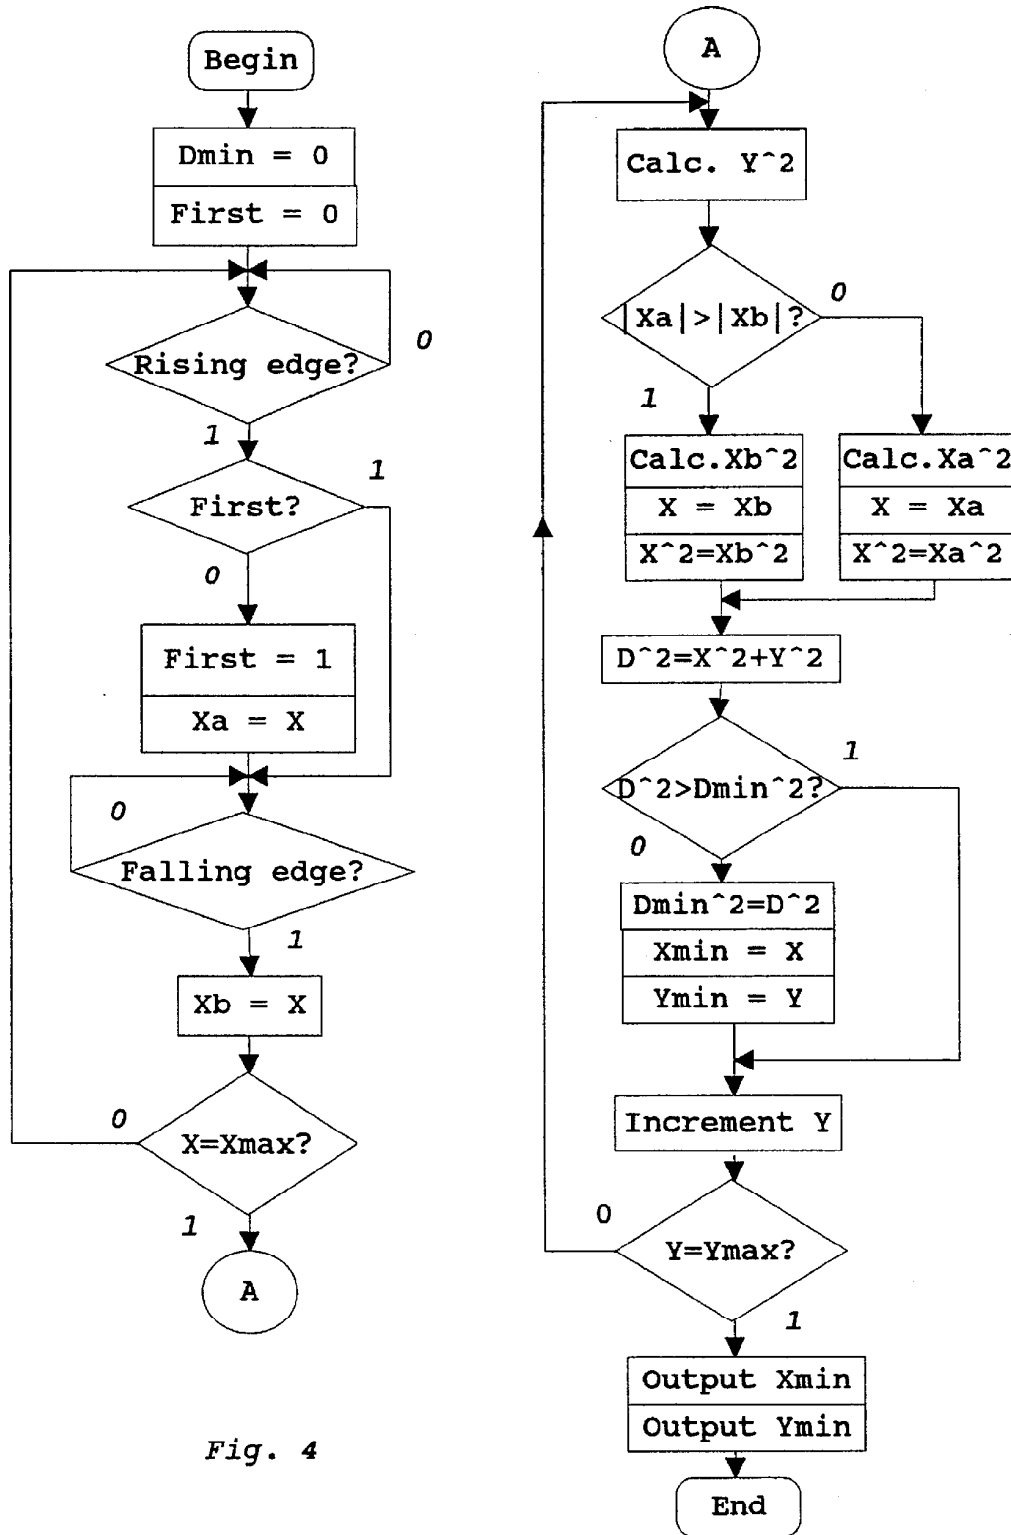 Begin
Dmin = 0
First = 0
Rising edge?
0
1
First?
1
0
First = 1
Xa = X
0
Falling edge?
1
Xb = X
0
X=Xmax?
1
A
Fig. 4
A
Calc. Y^2
|Xa|>|Xb|?
0
1
Calc.Xb^2
X = Xb
X^2=Xb^2
Calc.Xa^2
X = Xa
X^2=Xa^2
D^2=X^2+Y^2
D^2>Dmin^2?
1
0
Dmin^2=D^2
Xmin = X
Ymin = Y
Increment Y
0
Y=Ymax?
1
Output Xmin
Output Ymin
End